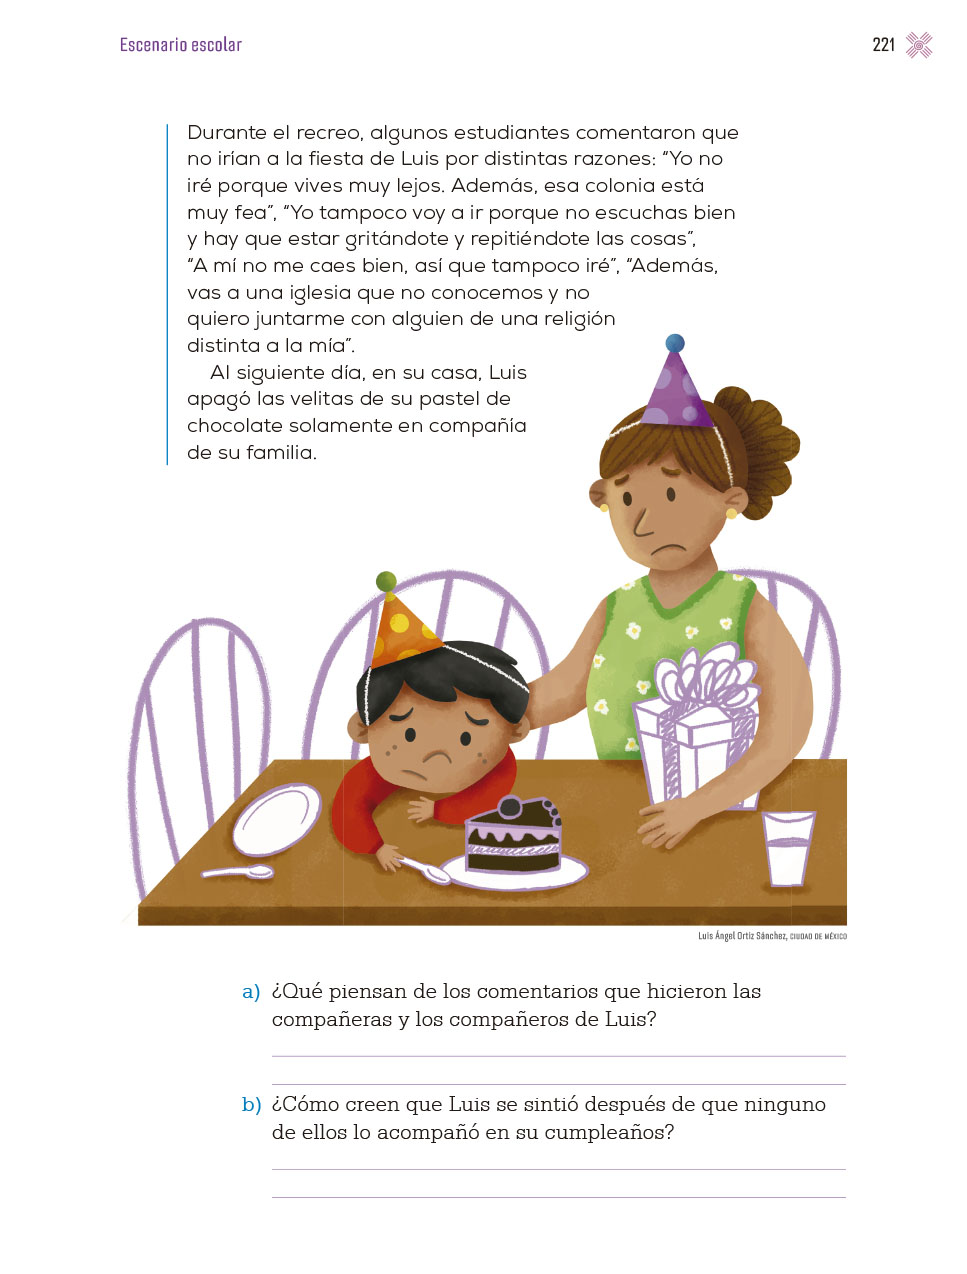 Escenario escolar
221
Durante el recreo, algunos estudiantes comentaron que
no irían a la fiesta de Luis por distintas razones: “Yo no
iré porque vives muy lejos. Además, esa colonia está
muy fea”, “Yo tampoco voy a ir porque no escuchas bien
y hay que estar gritándote y repitiéndote las cosas”,
“A mí no me caes bien, así que tampoco iré”, “Además,
vas a una iglesia que no conocemos y no
quiero juntarme con alguien de una religión
distinta a la mía”.
Al siguiente día, en su casa, Luis
apagó las velitas de su pastel de
chocolate solamente en compañía
de su familia.
Luis Ángel Ortiz Sánchez, CIUDAD DE MÉXICO
a) ¿Qué piensan de los comentarios que hicieron las
compañeras y los compañeros de Luis?
b) ¿Cómo creen que Luis se sintió después de que ninguno
de ellos lo acompañó en su cumpleaños?